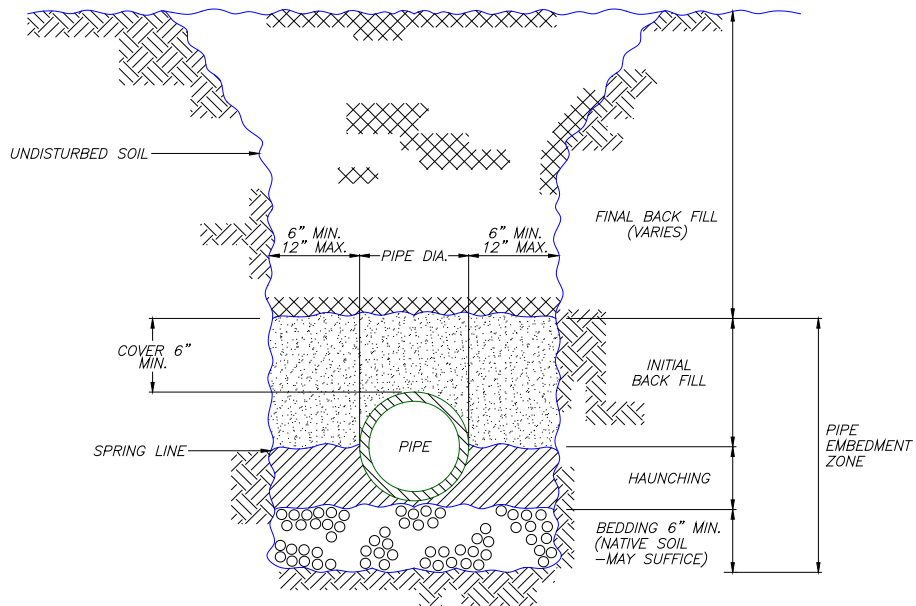 UNDISTURBED SOIL
6" MIN.
12" MAX.
PIPE DIA.
6" MIN.
12" MAX.
FINAL BACK FILL
(VARIES)
COVER 6"
MIN.
INITIAL
BACK FILL
SPRING LINE
PIPE
PIPE
EMBEDMENT
ZONE
HAUNCHING
BEDDING 6" MIN.
(NATIVE SOIL
-MAY SUFFICE)